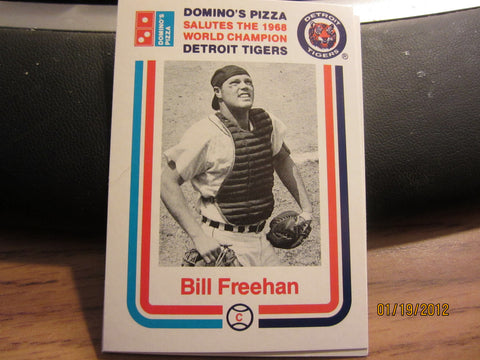 DOMINO'S
PIZZA
DOMINO'S PIZZA
SALUTES THE 1968
WORLD CHAMPION
DETROIT TIGERS
DETROIT
TIGERS
®
Bill Freehan
C
01/19/2012